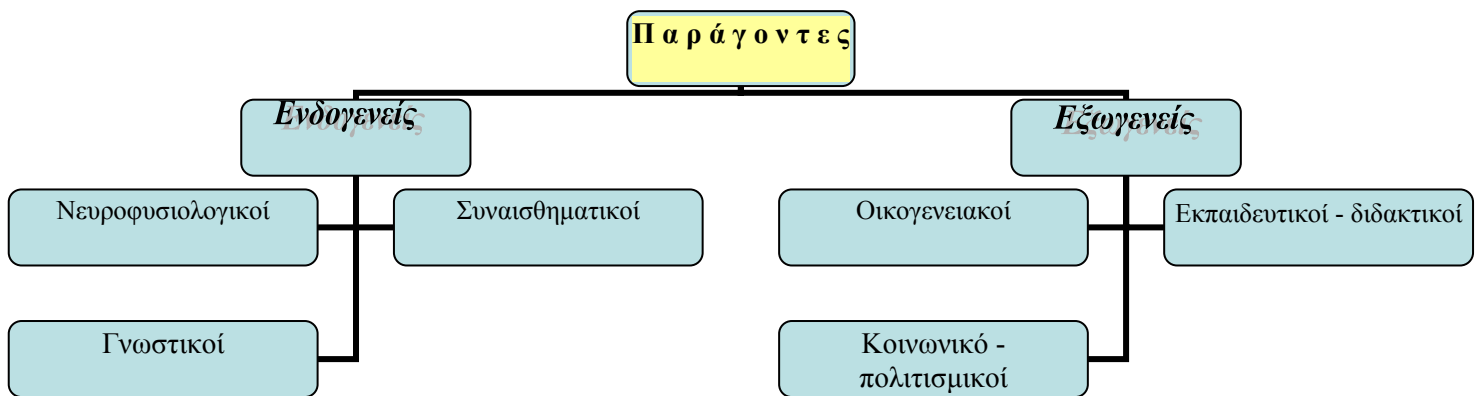 Π α ρ ά γ ο ν τ ε ς
Ενδογενείς
Εξωγενείς
Νευροφυσιολογικοί
Συναισθηματικοί
Οικογενειακοί
Εκπαιδευτικοί - διδακτικοί
Γνωστικοί
Κοινωνικό -
πολιτισμικοί